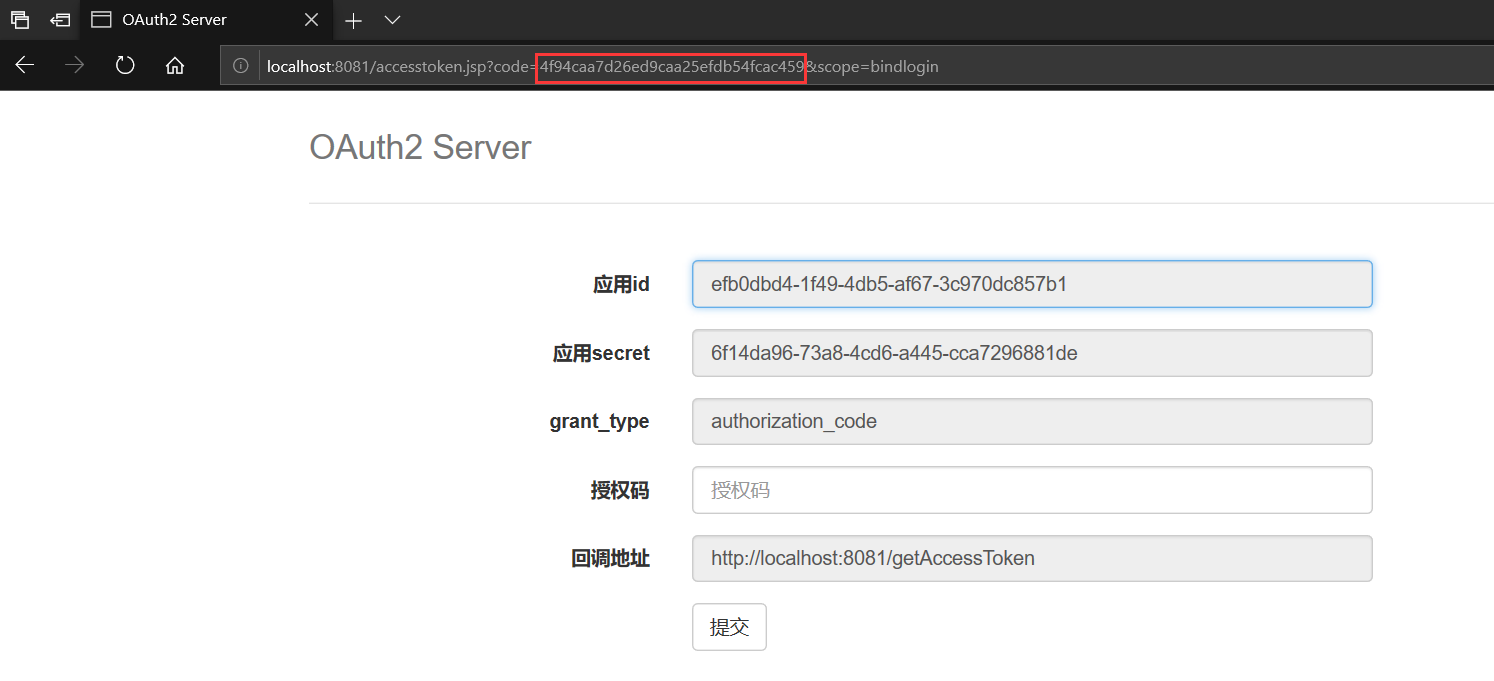 OAuth2 Server
localhost:8081/accesstoken.jsp?code=4f94caa7d26ed9caa25efdb54fcac459&scope=bindlogin
OAuth2 Server
应用id efb0dbd4-1f49-4db5-af67-3c970dc857b1
应用secret 6f14da96-73a8-4cd6-a445-cca7296881de
grant_type authorization_code
授权码 授权码
回调地址 http://localhost:8081/getAccessToken
提交